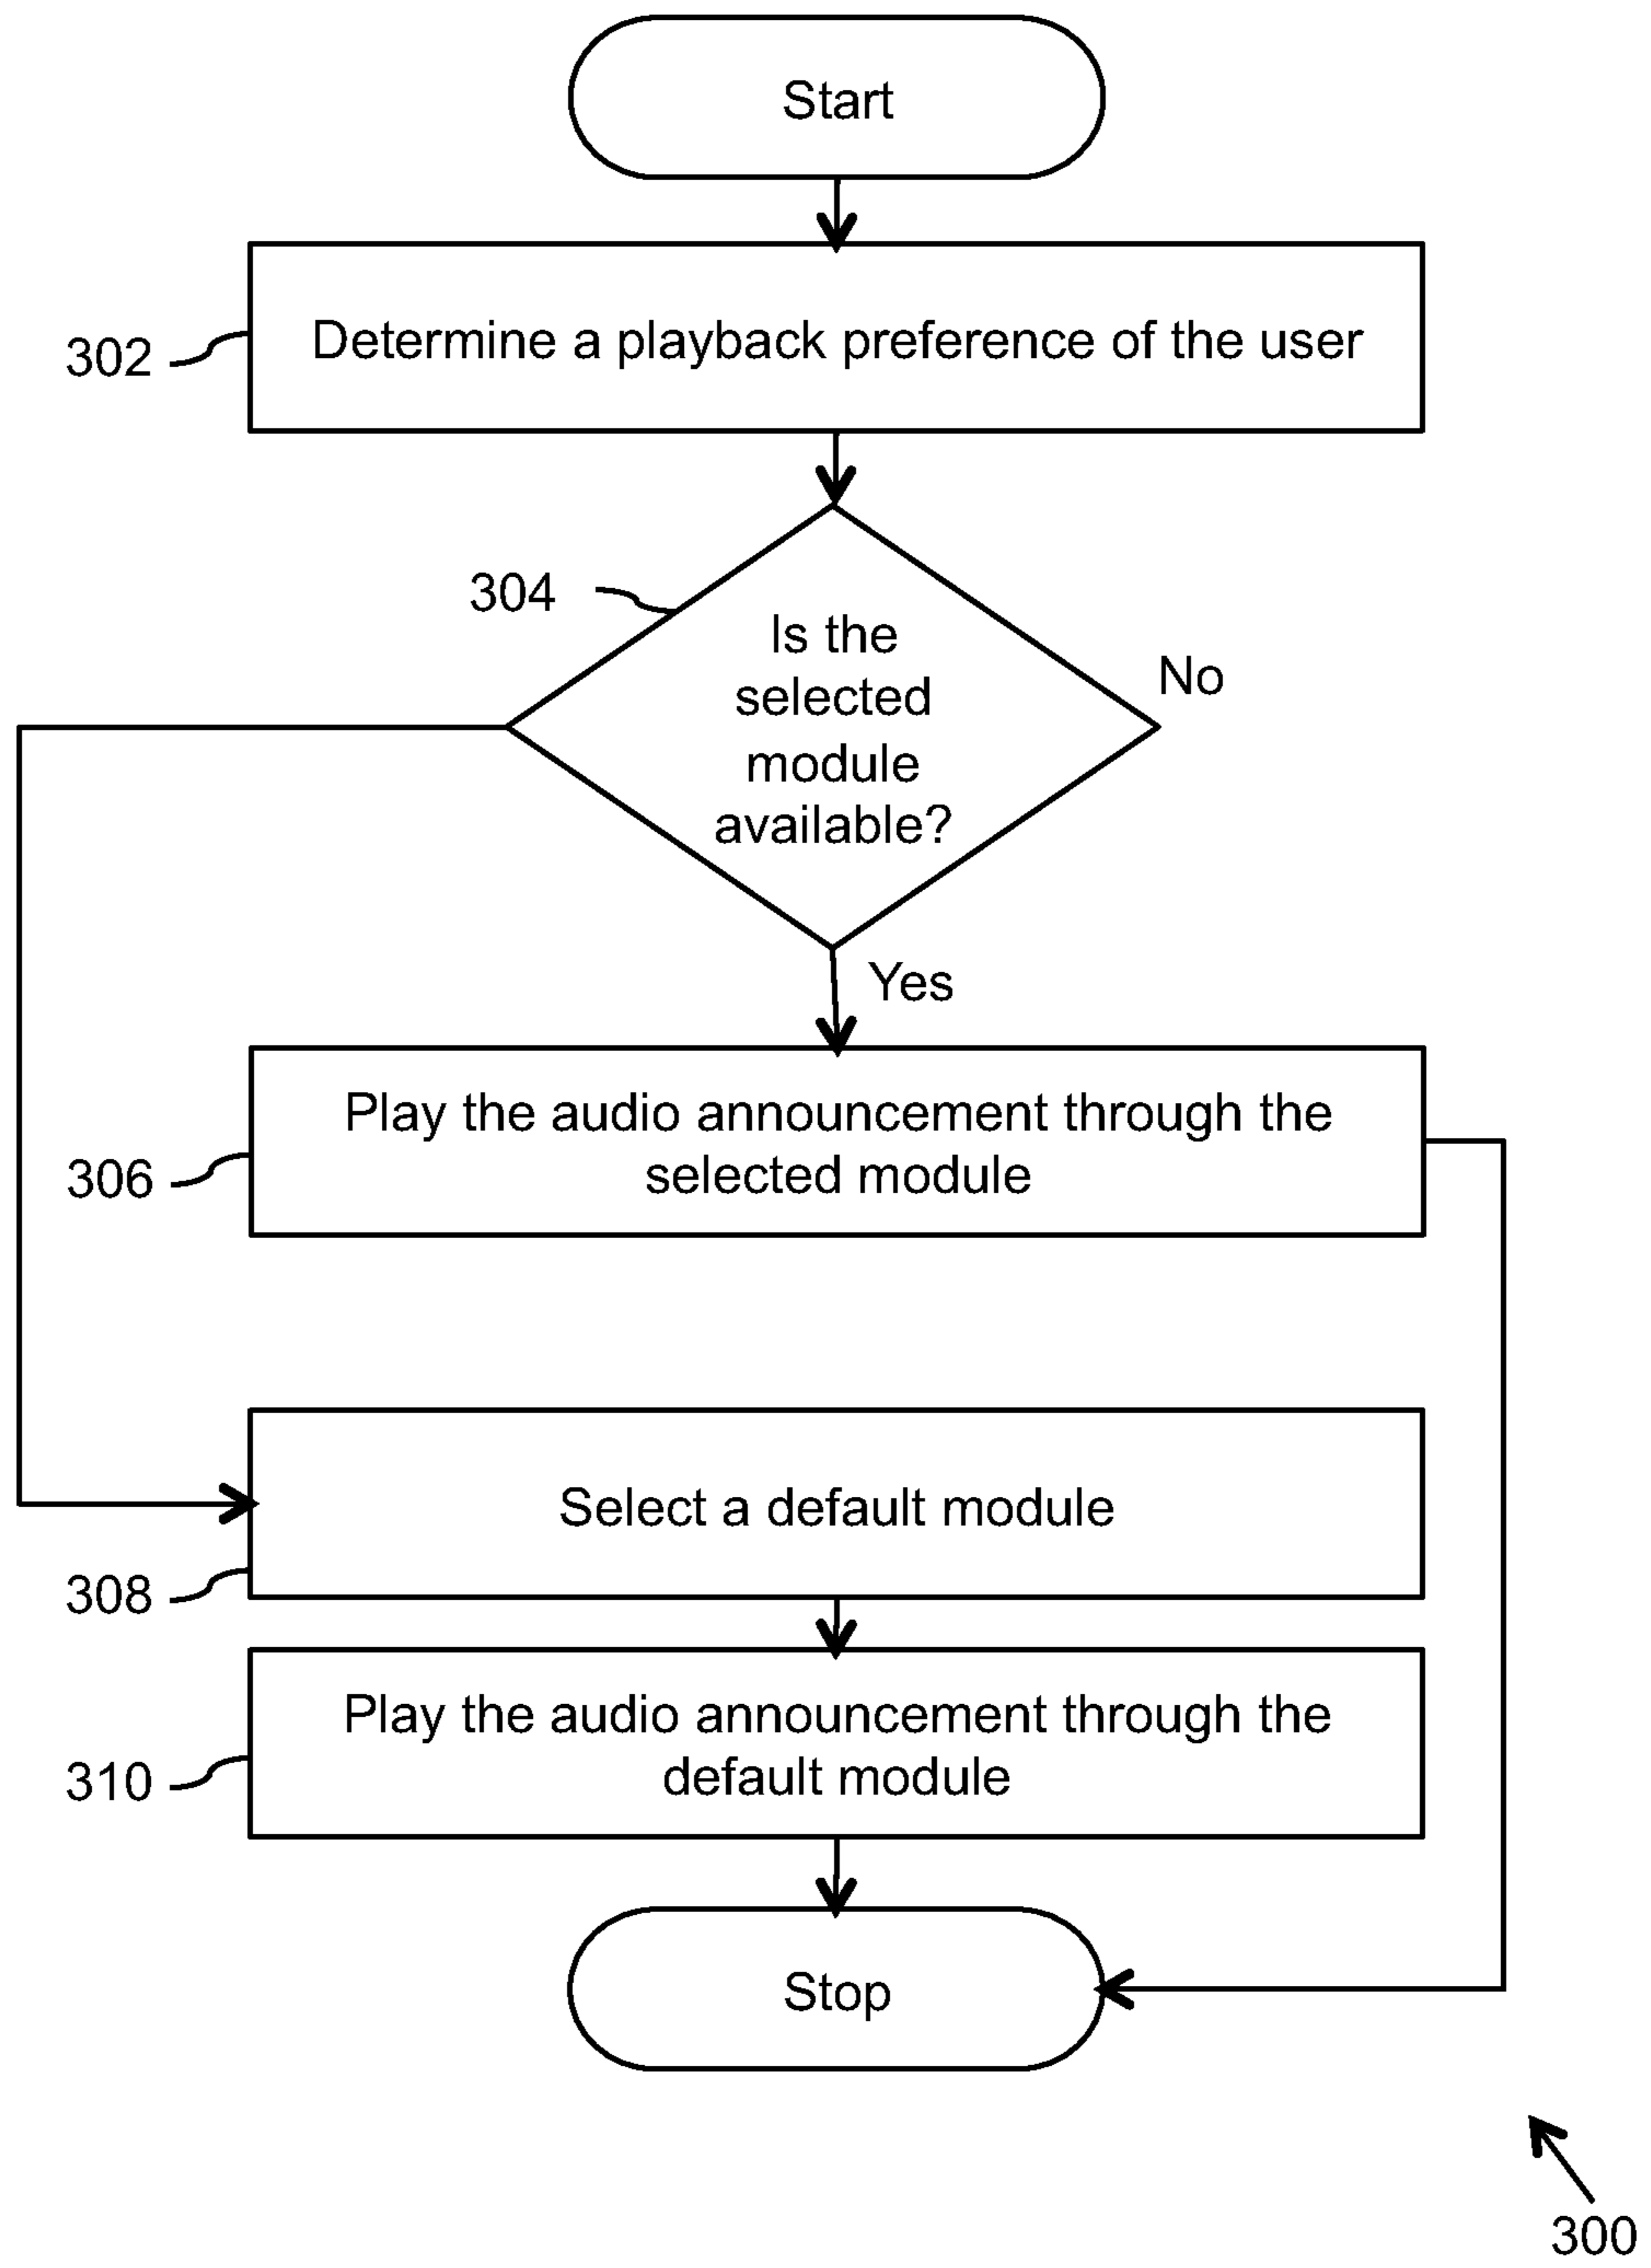 Start
302
Determine a playback preference of the user
304
Is the
selected
module
available?
No
Yes
306
Play the audio announcement through the
selected module
Select a default module
308
Play the audio announcement through the
default module
310
Stop
300